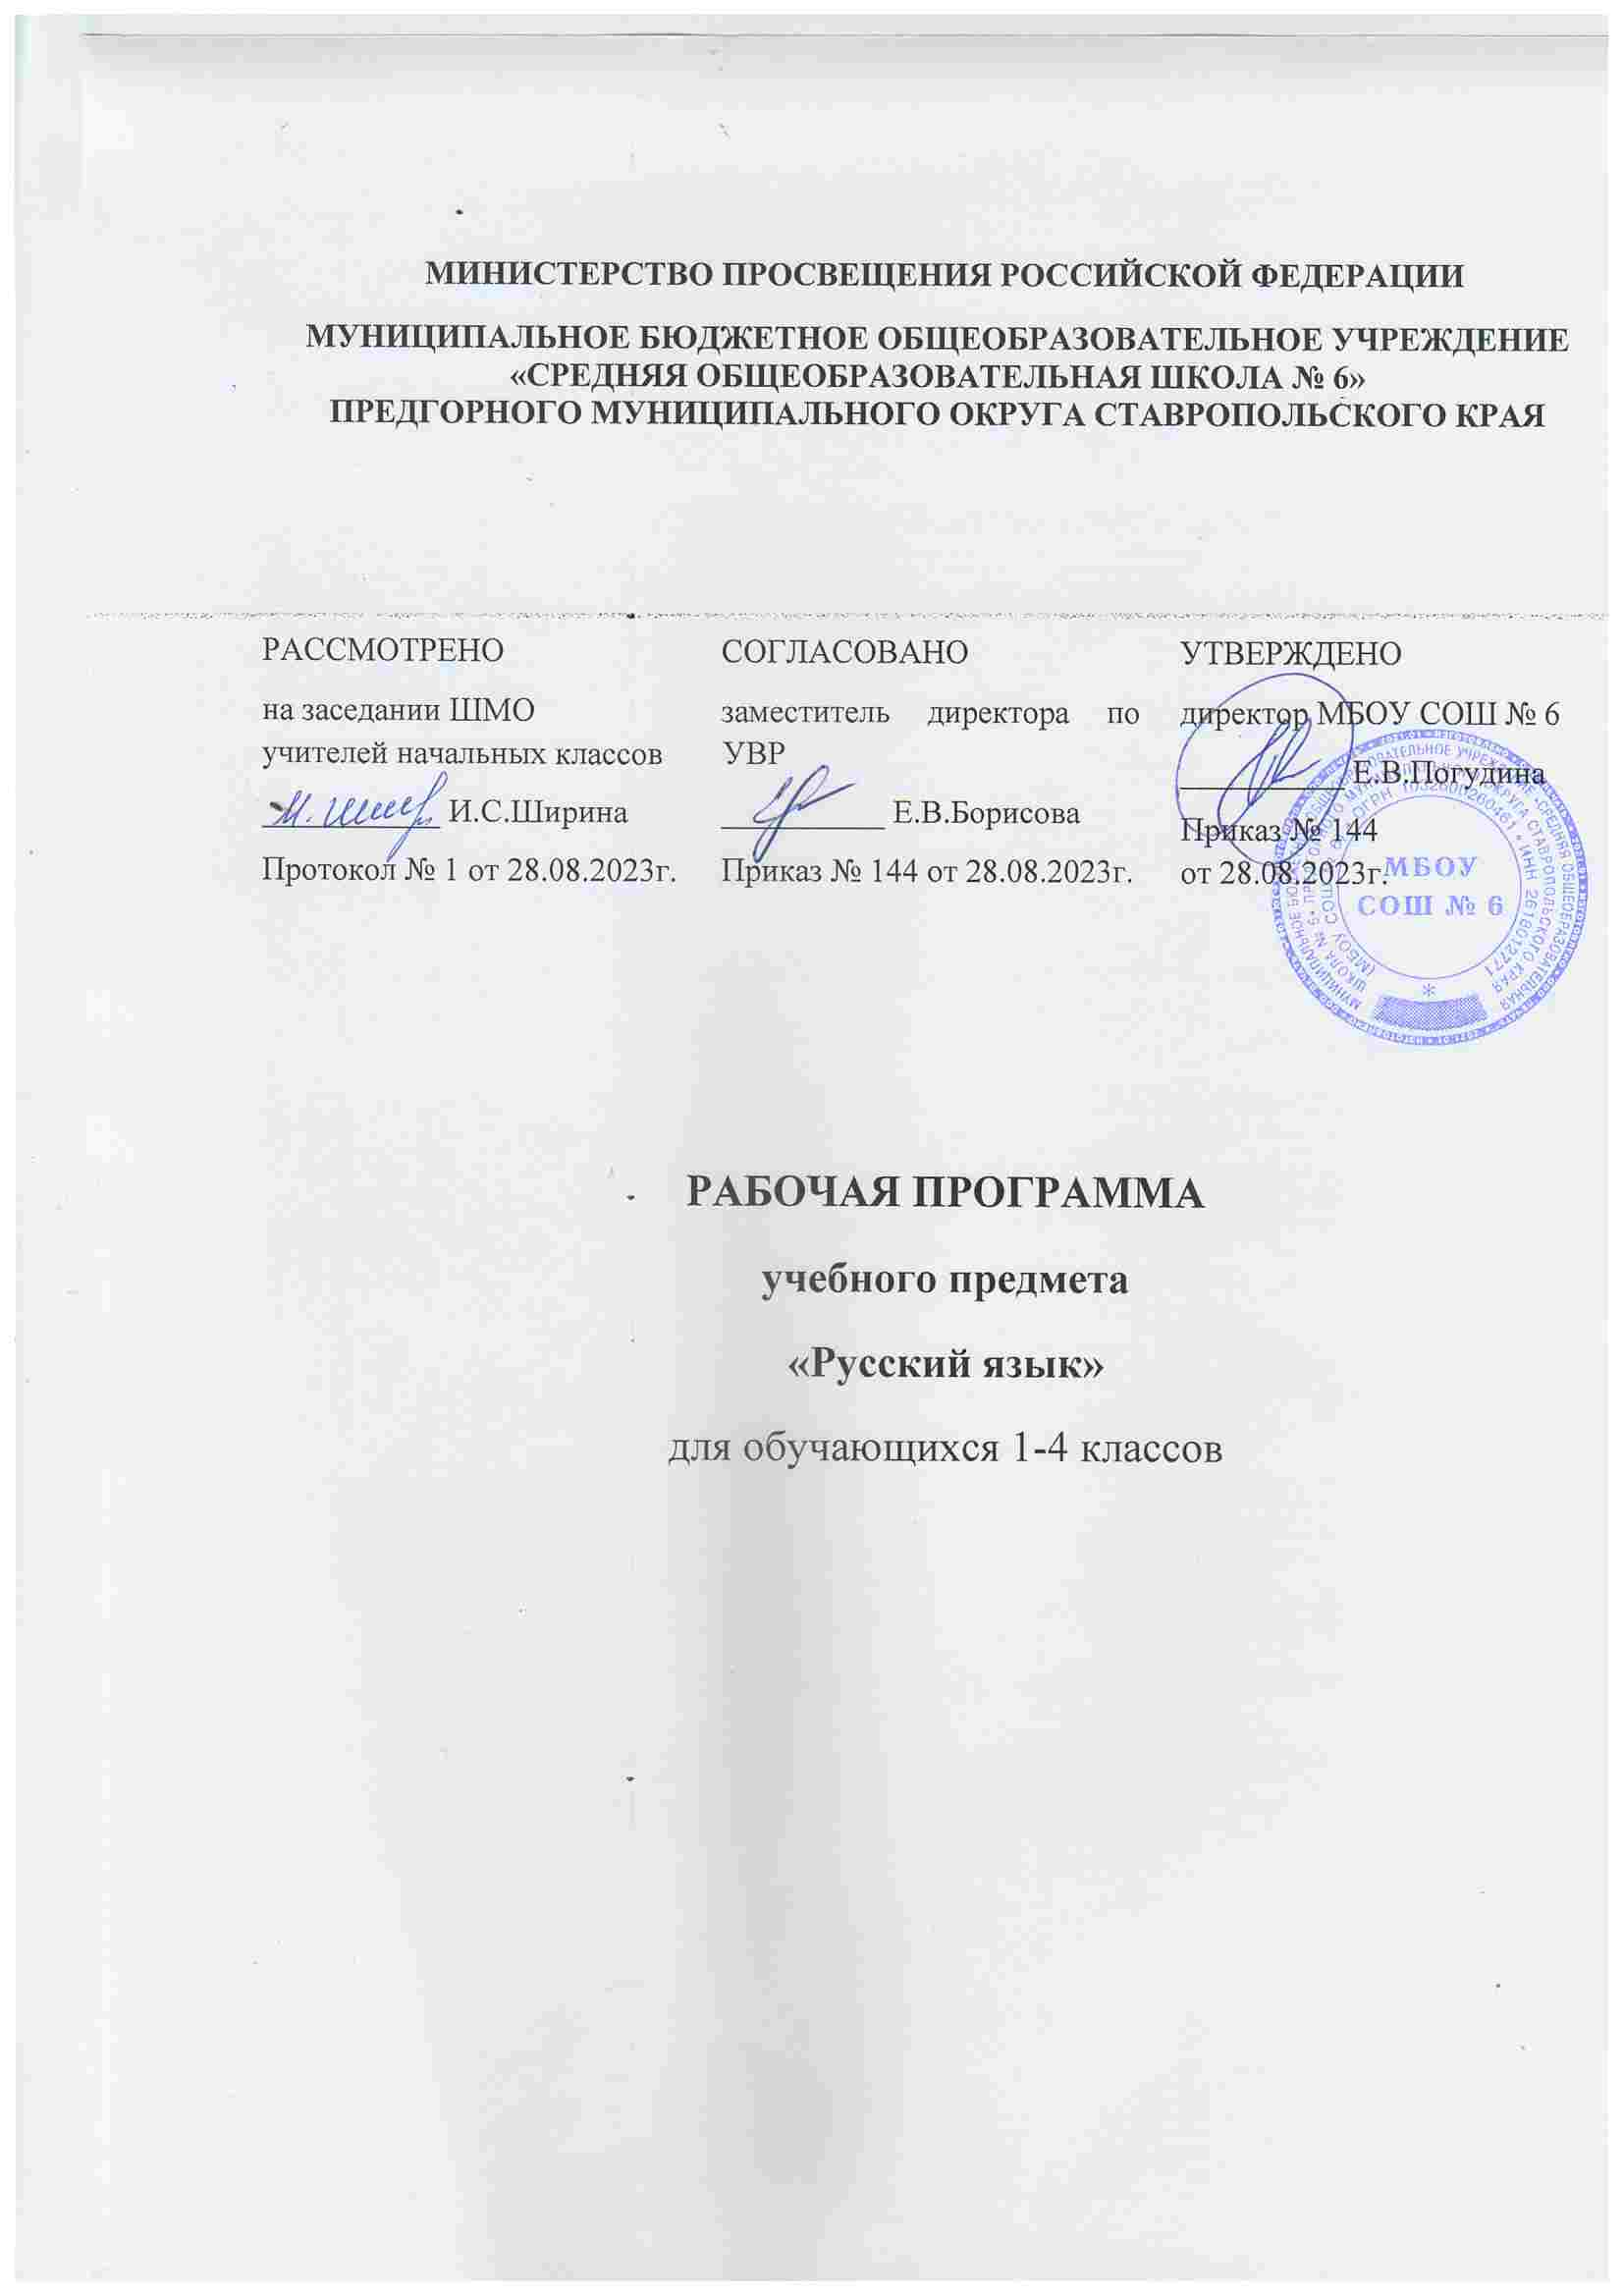 МИНИСТЕРСТВО ПРОСВЕЩЕНИЯ РОССИЙСКОЙ ФЕДЕРАЦИИ
МУНИЦИПАЛЬНОЕ БЮДЖЕТНОЕ ОБЩЕОБРАЗОВАТЕЛЬНОЕ УЧРЕЖДЕНИЕ
«СРЕДНЯЯ ОБЩЕОБРАЗОВАТЕЛЬНАЯ ШКОЛА № 6»
ПРЕДГОРНОГО МУНИЦИПАЛЬНОГО ОКРУГА СТАВРОПОЛЬСКОГО КРАЯ
РАССМОТРЕНО
на заседании ШМО
учителей начальных классов
И.С.Ширина
Протокол № 1 от 28.08.2023г.
СОГЛАСОВАНО
заместитель директора по
УВР
Е.В.Борисова
Приказ № 144 от 28.08.2023г.
УТВЕРЖДЕНО
директор МБОУ СОШ № 6
Е.В.Погудина
Приказ № 144
от 28.08.2023г.
МБОУ
СОШ № 6
РАБОЧАЯ ПРОГРАММА
учебного предмета
«Русский язык»
для обучающихся 1-4 классов